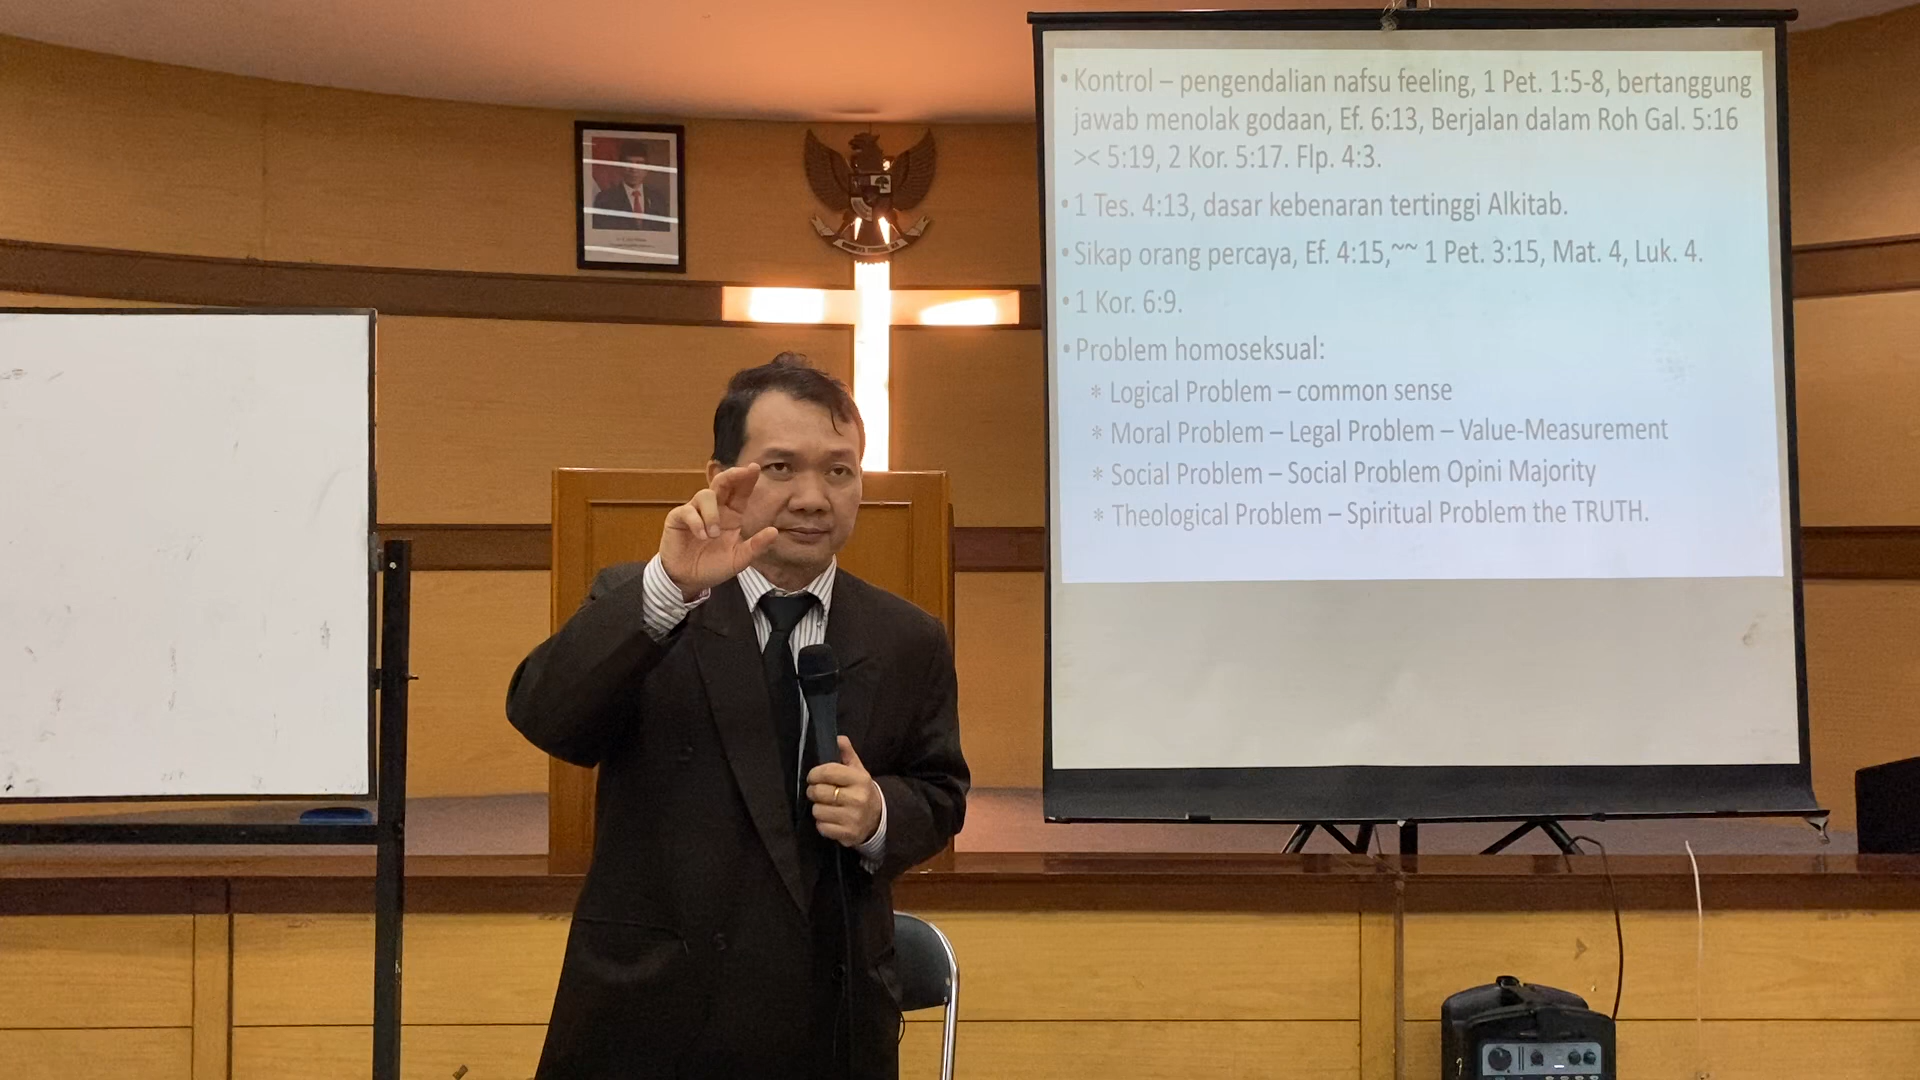 • Kontrol – pengendalian nafsu feeling, 1 Pet. 1:5-8, bertanggung
jawab menolak godaan, Ef. 6:13, Berjalan dalam Roh Gal. 5:16
>< 5:19, 2 Kor. 5:17. Flp. 4:3.
• 1 Tes. 4:13, dasar kebenaran tertinggi Alkitab.
• Sikap orang percaya, Ef. 4:15,~~ 1 Pet. 3:15, Mat. 4, Luk. 4.
• 1 Kor. 6:9.
• Problem homoseksual:
* Logical Problem – common sense
* Moral Problem – Legal Problem – Value-Measurement
* Social Problem – Social Problem Opini Majority
* Theological Problem – Spiritual Problem the TRUTH.